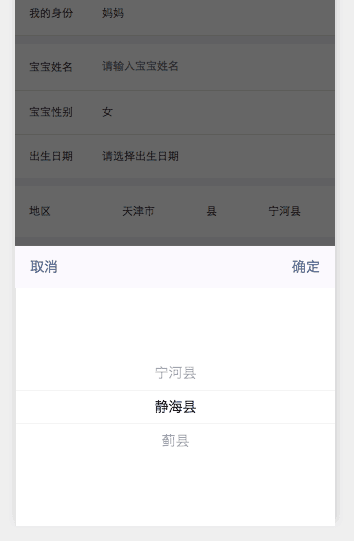 我的身份 妈妈
宝宝姓名 请输入宝宝姓名
宝宝性别 女
出生日期 请选择出生日期
地区 天津市 县 宁河县
取消 确定
宁河县
静海县
蓟县